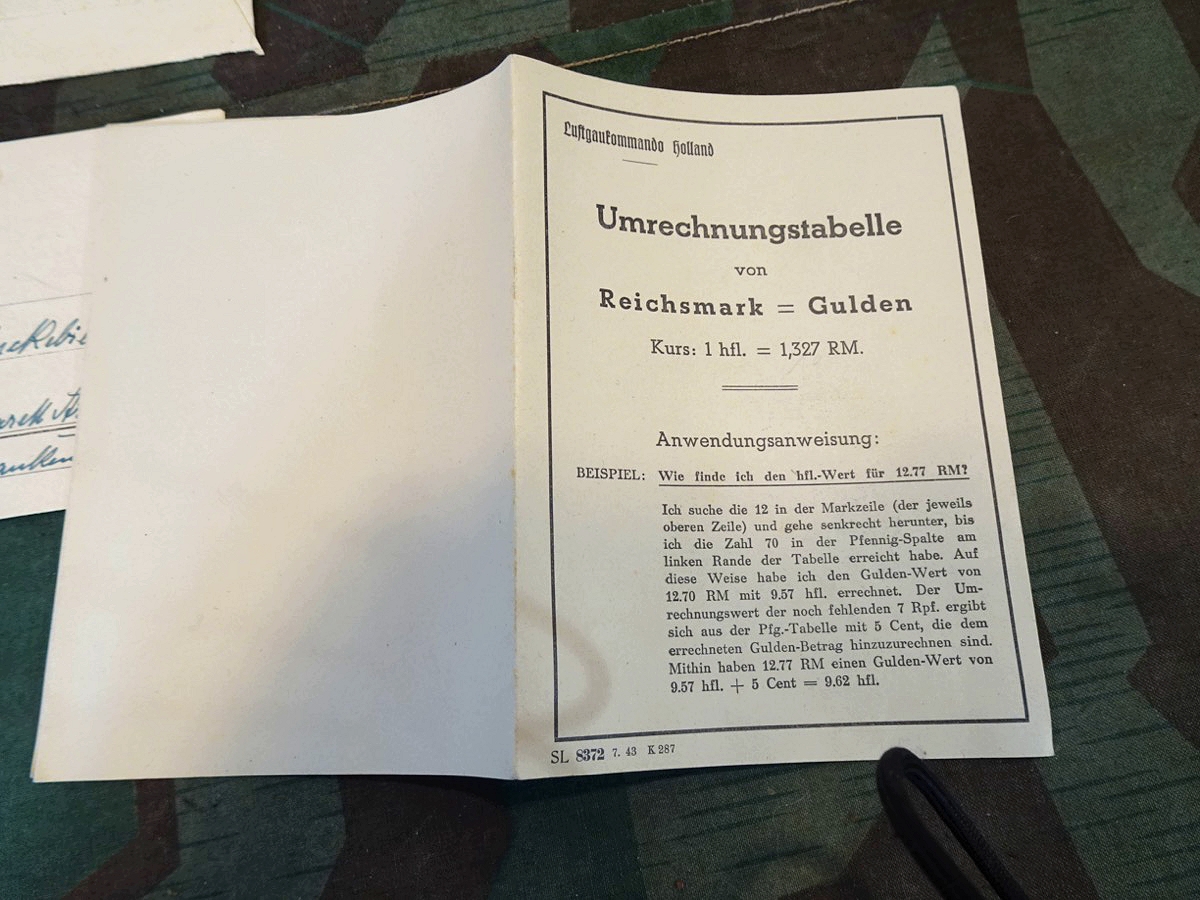 Luftgaukommando Holland
Umrechnungstabelle
von
Reichsmark = Gulden
Kurs: 1 hfl. = 1,327 RM.
Anwendungsanweisung:
BEISPIEL: Wie finde ich den hfl.-Wert für 12.77 RM?
Ich suche die 12 in der Markzeile (der jeweils
oberen Zeile) und gehe senkrecht herunter, bis
ich die Zahl 70 in der Pfennig-Spalte am
linken Rande der Tabelle erreicht habe. Auf
diese Weise habe ich den Gulden-Wert von
12.70 RM mit 9.57 hfl. errechnet. Der Um-
rechnungswert der noch fehlenden 7 Rpf. ergibt
sich aus der Pfg.-Tabelle mit 5 Cent, die dem
errechneten Gulden-Betrag hinzuzurechnen sind.
Mithin haben 12.77 RM einen Gulden-Wert von
9.57 hfl. + 5 Cent = 9.62 hfl.
SL 8372 7. 43 K 287